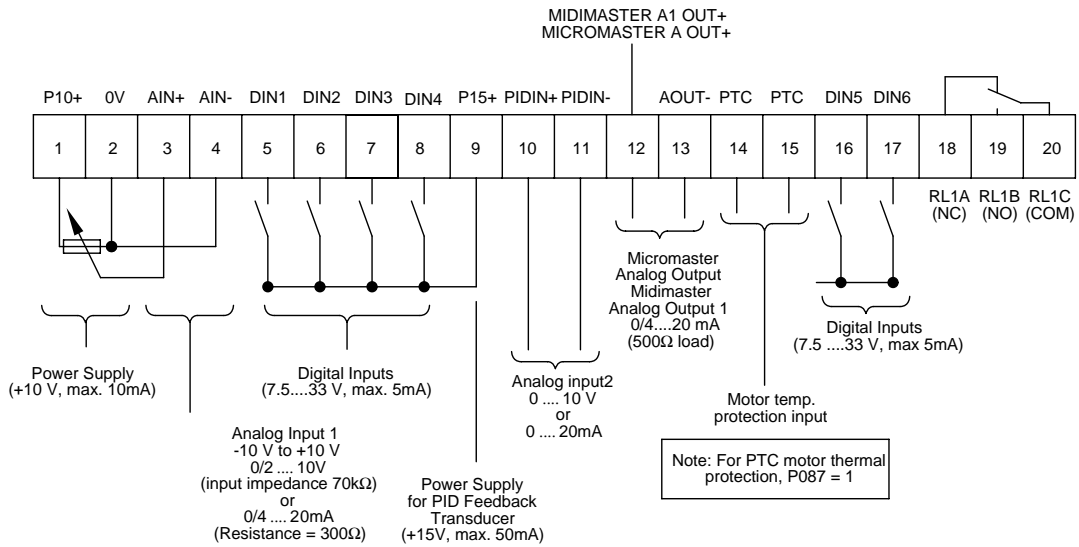 MIDIMASTER A1 OUT+
MICROMASTER A OUT+
P10+ 0V AIN+ AIN- DIN1 DIN2 DIN3 DIN4 P15+ PIDIN+ PIDIN- AOUT- PTC PTC DIN5 DIN6
1 2 3 4 5 6 7 8 9 10 11 12 13 14 15 16 17 18 19 20
RL1A RL1B RL1C
(NC) (NO) (COM)
Power Supply
(+10 V, max. 10mA)
Analog Input 1
-10 V to +10 V
0/2 .... 10V
(input impedance 70kΩ)
or
0/4 .... 20mA
(Resistance = 300Ω)
Digital Inputs
(7.5....33 V, max. 5mA)
Power Supply
for PID Feedback
Transducer
(+15V, max. 50mA)
Analog input2
0 .... 10 V
or
0 .... 20mA
Micromaster
Analog Output
Midimaster
Analog Output 1
0/4....20 mA
(500Ω load)
Motor temp.
protection input
Digital Inputs
(7.5 ....33 V, max 5mA)
Note: For PTC motor thermal
protection, P087 = 1